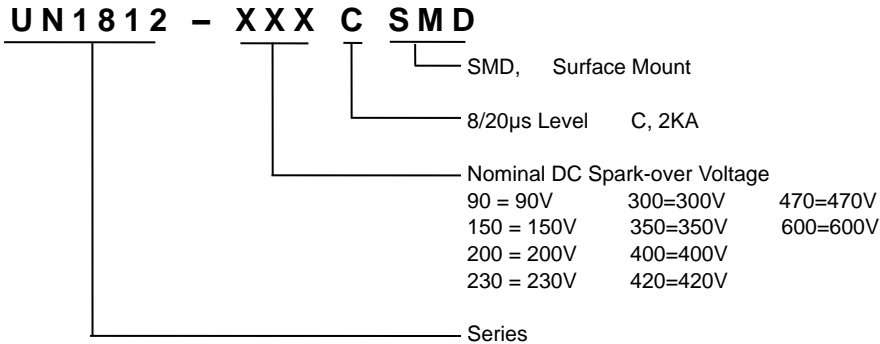 UN1812 – XXX C SMD
SMD, Surface Mount
8/20µs Level C, 2KA
Nominal DC Spark-over Voltage
90 = 90V 300=300V 470=470V
150 = 150V 350=350V 600=600V
200 = 200V 400=400V
230 = 230V 420=420V
Series